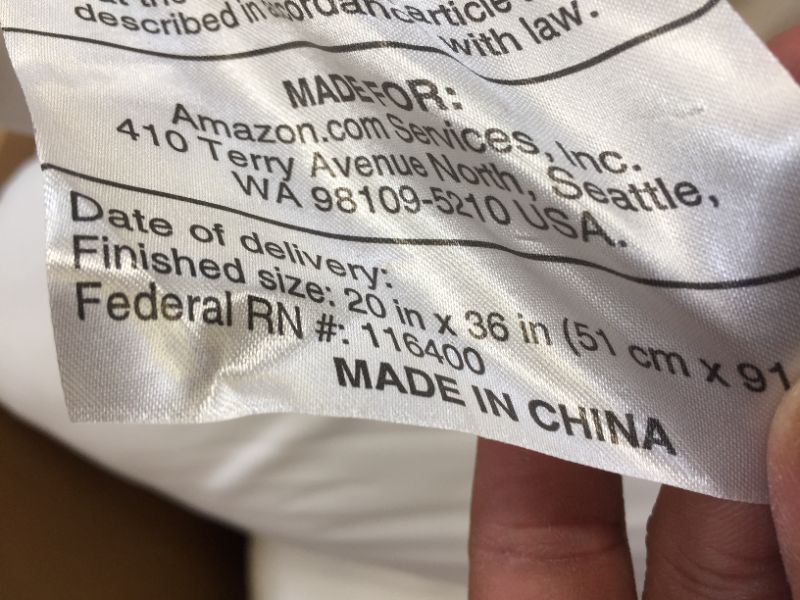 described in accordance
article
with law.
MADE FOR:
Amazon.com Services, Inc.
410 Terry Avenue North, Seattle,
WA 98109-5210 USA.
Date of delivery:
Finished size: 20 in x 36 in (51 cm x 91
Federal RN #: 116400
MADE IN CHINA